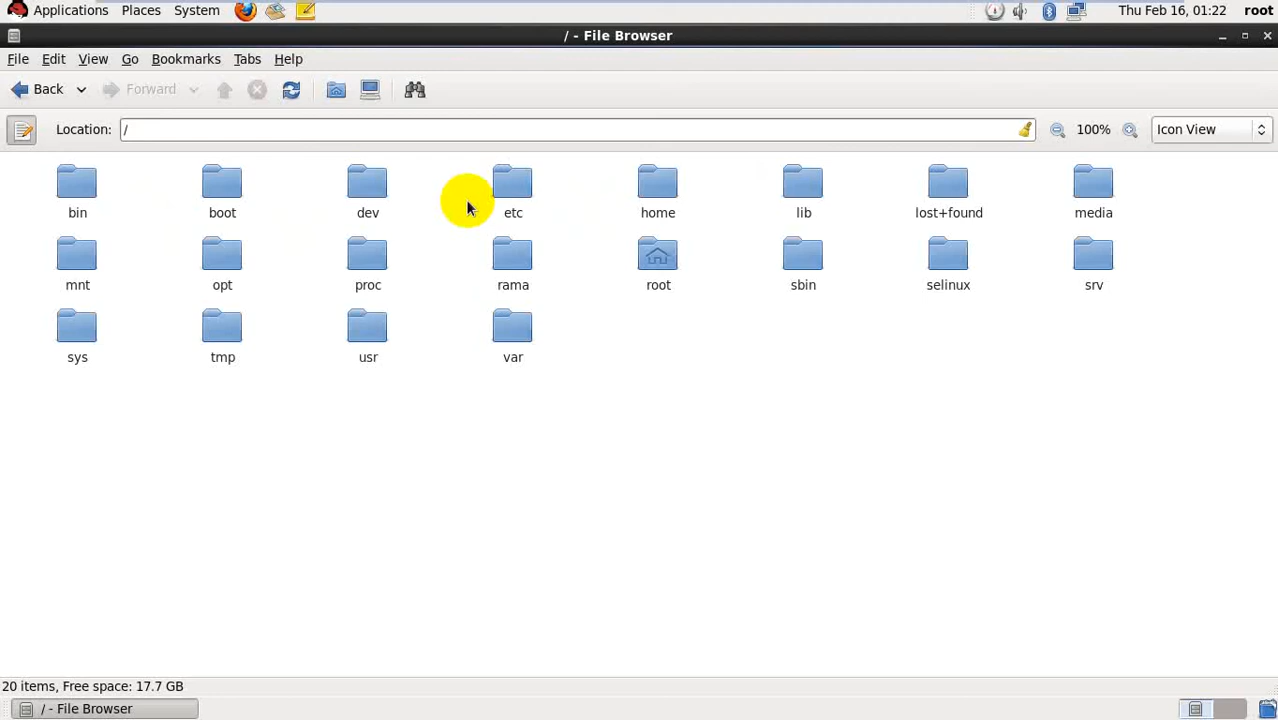 Applications Places System Thu Feb 16, 01:22 root
/ - File Browser
File Edit View Go Bookmarks Tabs Help
Back Forward
Location: / 100% Icon View
bin boot dev etc home lib lost+found media
mnt opt proc rama root sbin selinux srv
sys tmp usr var
20 items, Free space: 17.7 GB
/ - File Browser